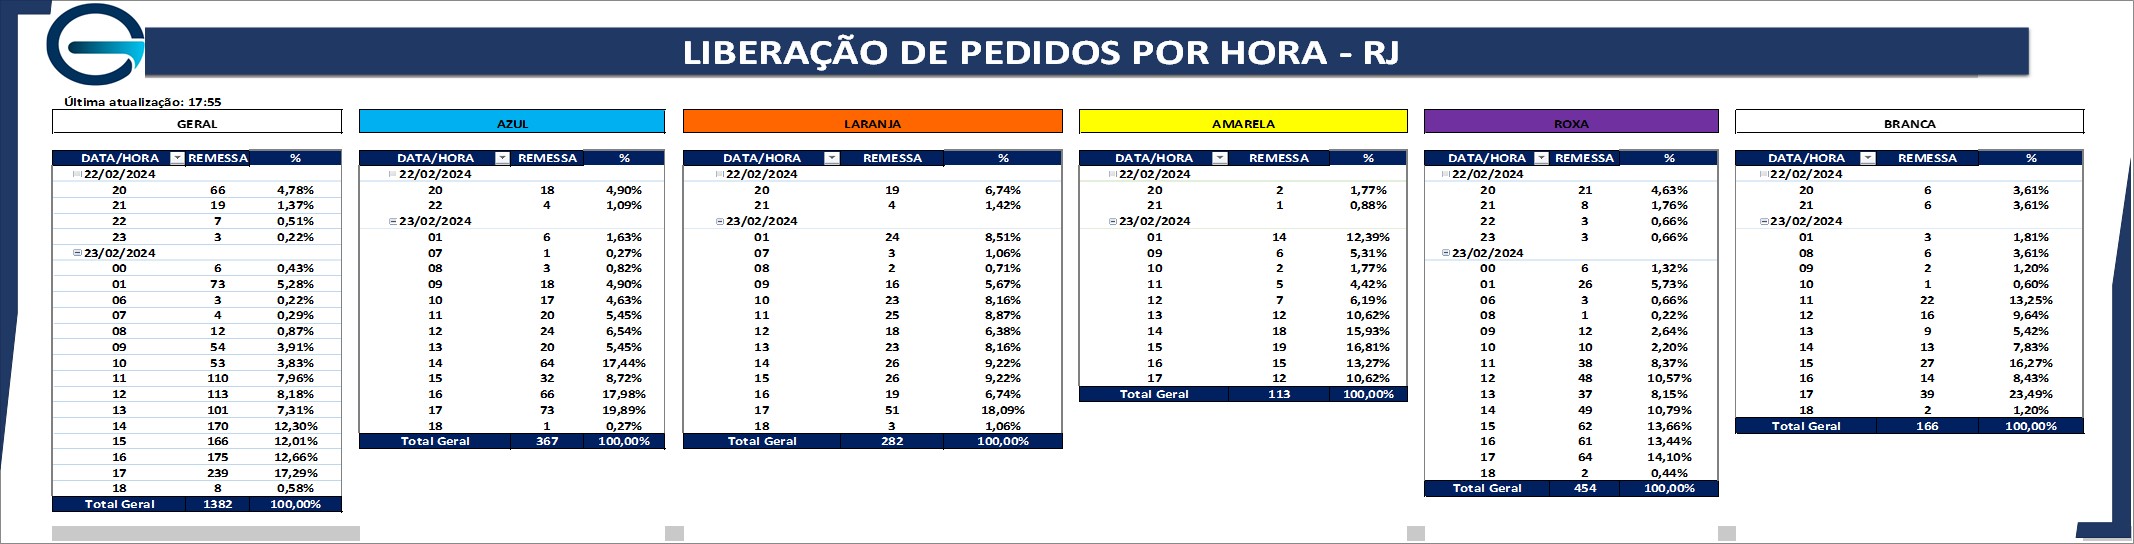 LIBERAÇÃO DE PEDIDOS POR HORA - RJ
Última atualização: 17:55
GERAL
DATA/HORA REMESSA %
22/02/2024
20 66 4,78%
21 19 1,37%
22 7 0,51%
23 3 0,22%
23/02/2024
00 6 0,43%
01 73 5,28%
06 3 0,22%
07 4 0,29%
08 12 0,87%
09 54 3,91%
10 53 3,83%
11 110 7,96%
12 113 8,18%
13 101 7,31%
14 170 12,30%
15 166 12,01%
16 175 12,66%
17 239 17,29%
18 8 0,58%
Total Geral 1382 100,00%
AZUL
DATA/HORA REMESSA %
22/02/2024
20 18 4,90%
22 4 1,09%
23/02/2024
01 6 1,63%
07 1 0,27%
08 3 0,82%
09 18 4,90%
10 17 4,63%
11 20 5,45%
12 24 6,54%
13 20 5,45%
14 64 17,44%
15 32 8,72%
16 66 17,98%
17 73 19,89%
18 1 0,27%
Total Geral 367 100,00%
LARANJA
DATA/HORA REMESSA %
22/02/2024
20 19 6,74%
21 4 1,42%
23/02/2024
01 24 8,51%
07 3 1,06%
08 2 0,71%
09 16 5,67%
10 23 8,16%
11 25 8,87%
12 18 6,38%
13 23 8,16%
14 26 9,22%
15 26 9,22%
16 19 6,74%
17 51 18,09%
18 3 1,06%
Total Geral 282 100,00%
AMARELA
DATA/HORA REMESSA %
22/02/2024
20 2 1,77%
21 1 0,88%
23/02/2024
01 14 12,39%
09 6 5,31%
10 2 1,77%
11 5 4,42%
12 7 6,19%
13 12 10,62%
14 18 15,93%
15 19 16,81%
16 15 13,27%
17 12 10,62%
Total Geral 113 100,00%
ROXA
DATA/HORA REMESSA %
22/02/2024
20 21 4,63%
21 8 1,76%
22 3 0,66%
23 3 0,66%
23/02/2024
00 6 1,32%
01 26 5,73%
06 3 0,66%
08 1 0,22%
09 12 2,64%
10 10 2,20%
11 38 8,37%
12 48 10,57%
13 37 8,15%
14 49 10,79%
15 62 13,66%
16 61 13,44%
17 64 14,10%
18 2 0,44%
Total Geral 454 100,00%
BRANCA
DATA/HORA REMESSA %
22/02/2024
20 6 3,61%
21 6 3,61%
23/02/2024
01 3 1,81%
08 6 3,61%
09 2 1,20%
10 1 0,60%
11 22 13,25%
12 16 9,64%
13 9 5,42%
14 13 7,83%
15 27 16,27%
16 14 8,43%
17 39 23,49%
18 2 1,20%
Total Geral 166 100,00%